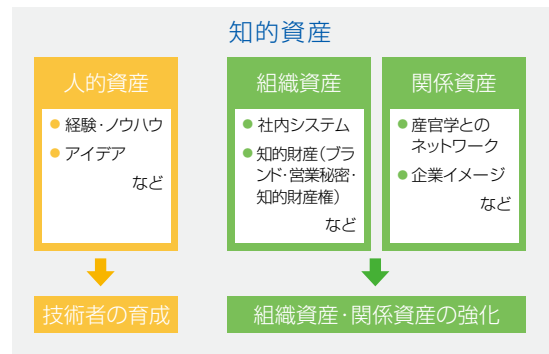 知的資産
人的資産
● 経験・ノウハウ
● アイデア
など
組織資産
● 社内システム
● 知的財産（ブラ
ンド・営業秘密・
知的財産権）
など
関係資産
● 産官学との
ネットワーク
● 企業イメージ
など
技術者の育成
組織資産・関係資産の強化